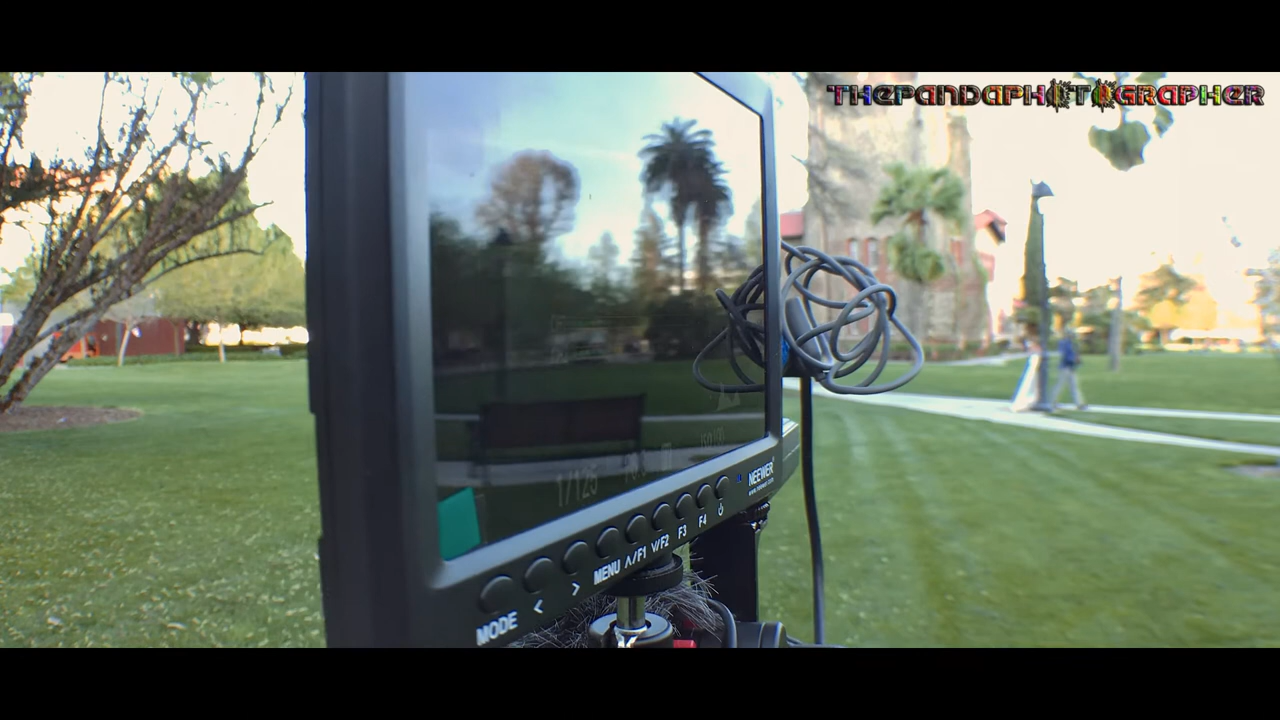 THEPANDAPHOTOGRAPHER
1/125
NEEWER
MODE < > MENU Λ/F1 V/F2 F3 F4